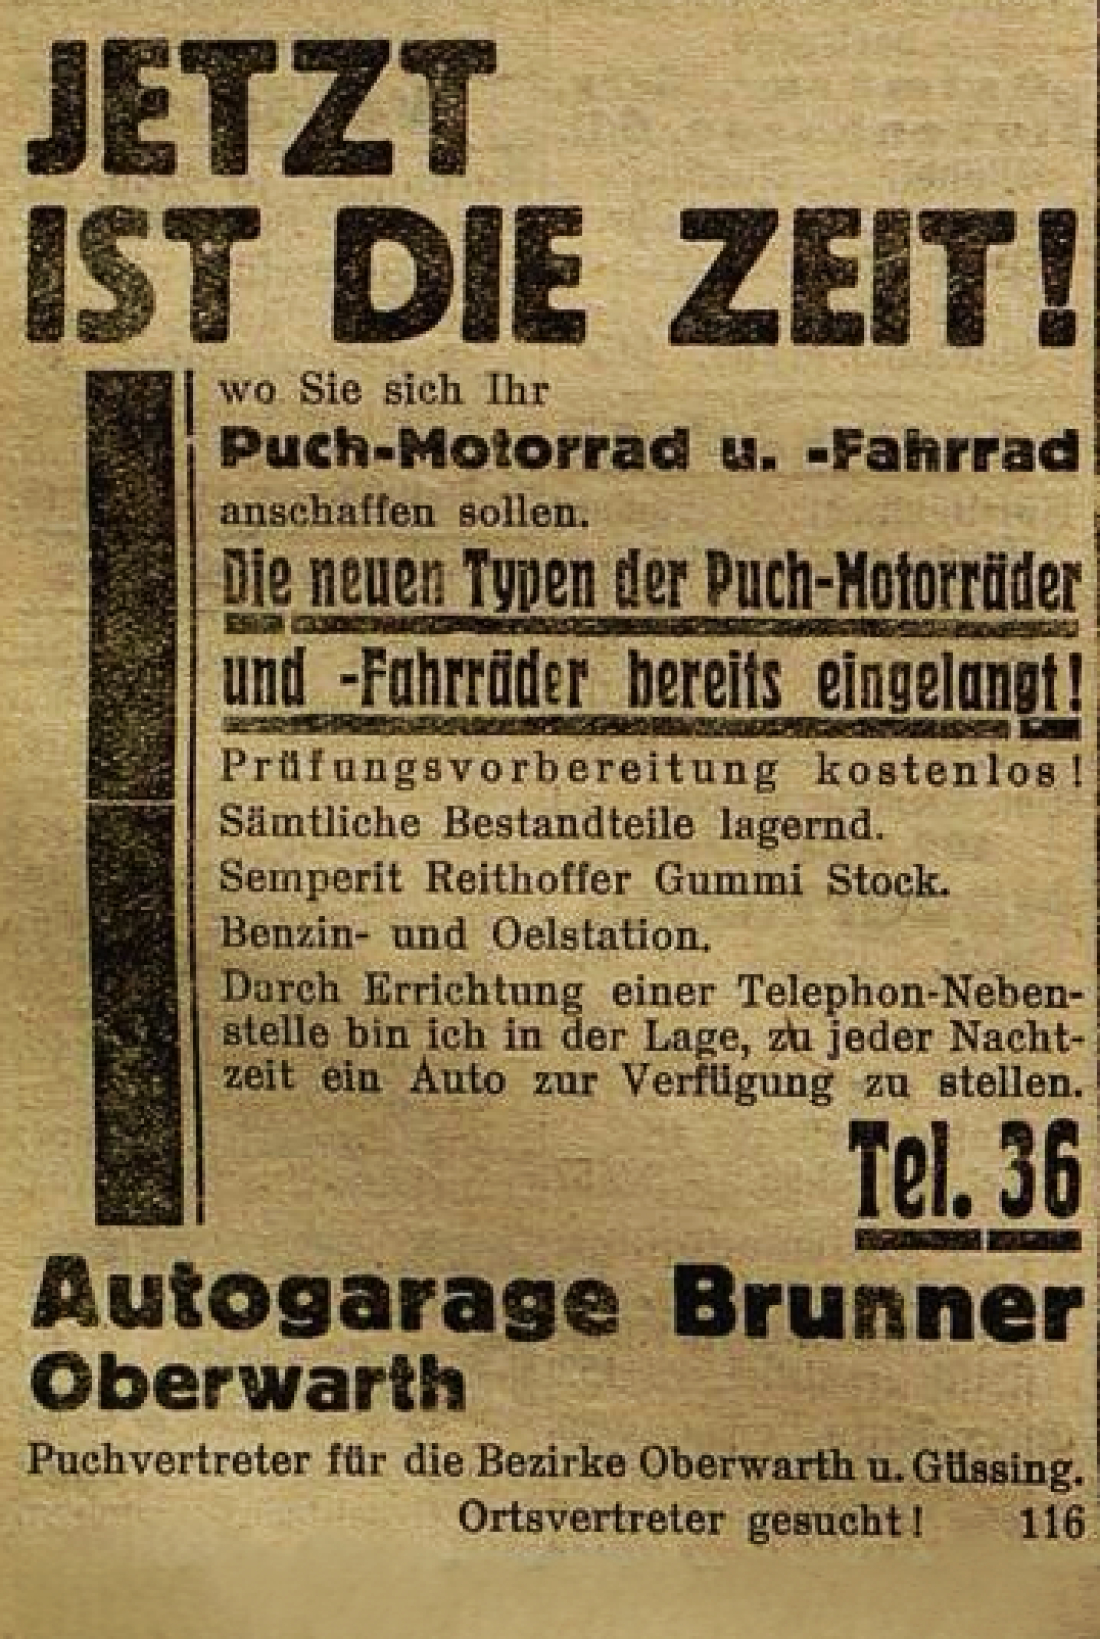 JETZT
IST DIE ZEIT!
wo Sie sich Ihr
Puch-Motorrad u. -Fahrrad
anschaffen sollen.
Die neuen Typen der Puch-Motorräder
und -Fahrräder bereits eingelangt!
Prüfungsvorbereitung kostenlos!
Sämtliche Bestandteile lagernd.
Semperit Reithoffer Gummi Stock.
Benzin- und Oelstation.
Durch Errichtung einer Telephon-Neben-
stelle bin ich in der Lage, zu jeder Nacht-
zeit ein Auto zur Verfügung zu stellen.
Tel. 36
Autogarage Brunner
Oberwarth
Puchvertreter für die Bezirke Oberwarth u. Güssing.
Ortsvertreter gesucht! 116